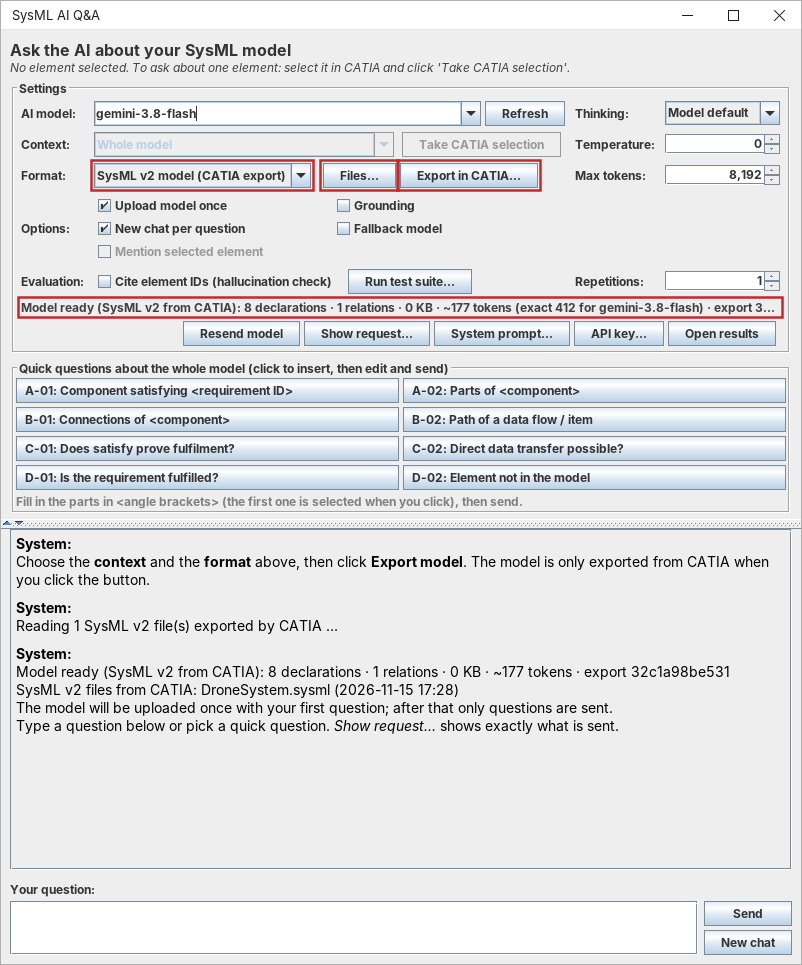 SysML AI Q&A
Ask the AI about your SysML model
No element selected. To ask about one element: select it in CATIA and click 'Take CATIA selection'.
Settings
AI model: gemini-3.8-flash Refresh Thinking: Model default
Context: Whole model Take CATIA selection Temperature: 0
Format: SysML v2 model (CATIA export) Files... Export in CATIA... Max tokens: 8,192
Upload model once Grounding
Options: New chat per question Fallback model
Mention selected element
Evaluation: Cite element IDs (hallucination check) Run test suite... Repetitions: 1
Model ready (SysML v2 from CATIA): 8 declarations · 1 relations · 0 KB · ~177 tokens (exact 412 for gemini-3.8-flash) · export 3...
Resend model Show request... System prompt... API key... Open results
Quick questions about the whole model (click to insert, then edit and send)
A-01: Component satisfying <requirement ID> A-02: Parts of <component>
B-01: Connections of <component> B-02: Path of a data flow / item
C-01: Does satisfy prove fulfilment? C-02: Direct data transfer possible?
D-01: Is the requirement fulfilled? D-02: Element not in the model
Fill in the parts in <angle brackets> (the first one is selected when you click), then send.
System:
Choose the context and the format above, then click Export model. The model is only exported from CATIA when
you click the button.
System:
Reading 1 SysML v2 file(s) exported by CATIA ...
System:
Model ready (SysML v2 from CATIA): 8 declarations · 1 relations · 0 KB · ~177 tokens · export 32c1a98be531
SysML v2 files from CATIA: DroneSystem.sysml (2026-11-15 17:28)
The model will be uploaded once with your first question; after that only questions are sent.
Type a question below or pick a quick question. Show request... shows exactly what is sent.
Your question:
Send
New chat